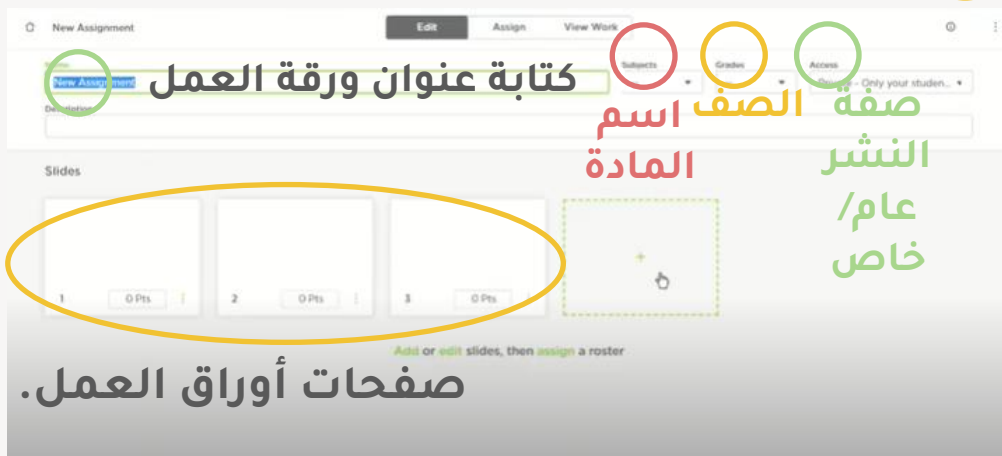 New Assignment
Edit
Assign
View Work
Subjects
Grades
Access
New Assignment
كتابة عنوان ورقة العمل
Private - Only your studen...
Description
اسم
المادة
الصف
صفة
النشر
عام/
خاص
Slides
1 0 Pts
2 0 Pts
3 0 Pts
+
Add or edit slides, then assign a roster
صفحات أوراق العمل.